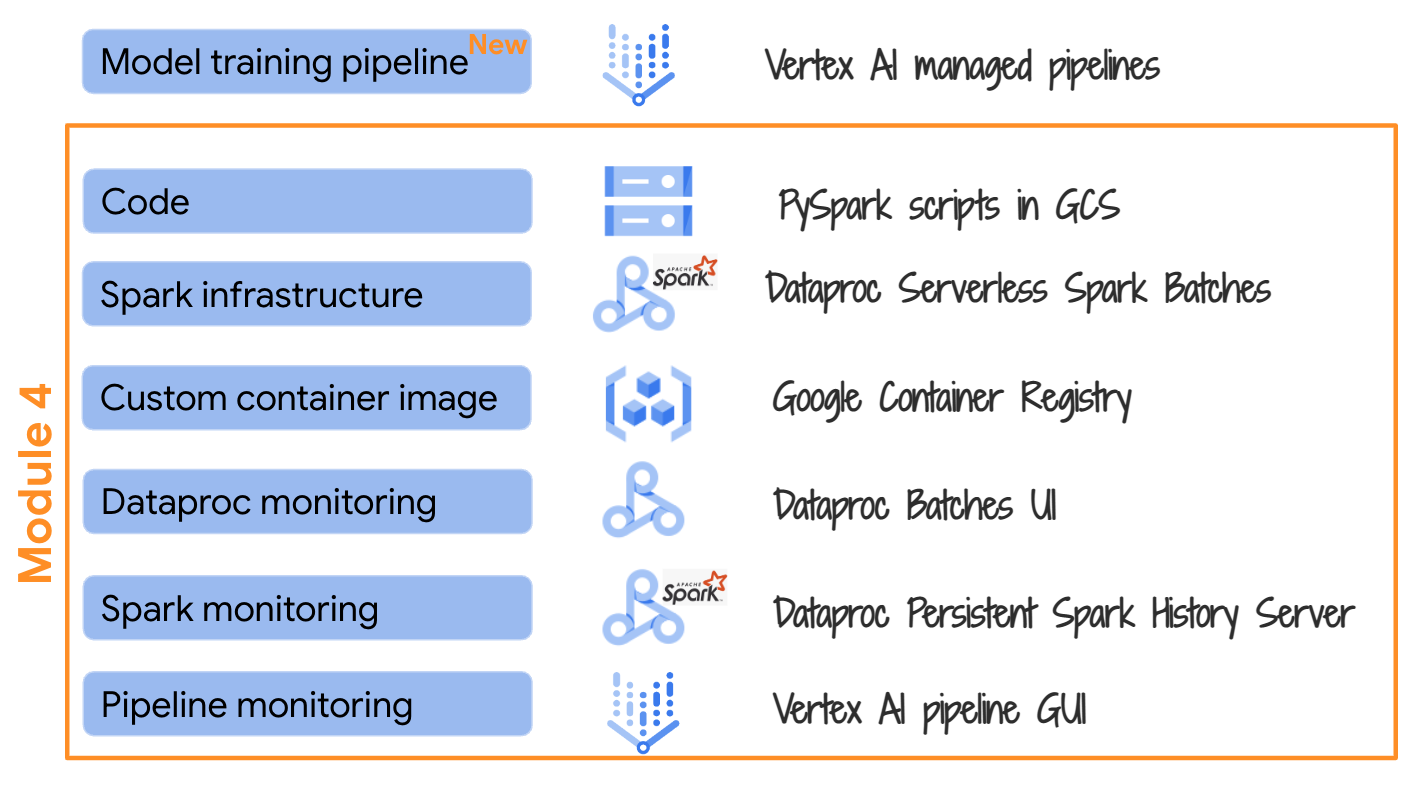 Model training pipeline New
Vertex AI managed pipelines
Code
PySpark scripts in GCS
Spark infrastructure
APACHE Spark
Dataproc Serverless Spark Batches
Custom container image
Google Container Registry
Dataproc monitoring
Dataproc Batches UI
Spark monitoring
APACHE Spark
Dataproc Persistent Spark History Server
Pipeline monitoring
Vertex AI pipeline GUI
Module 4